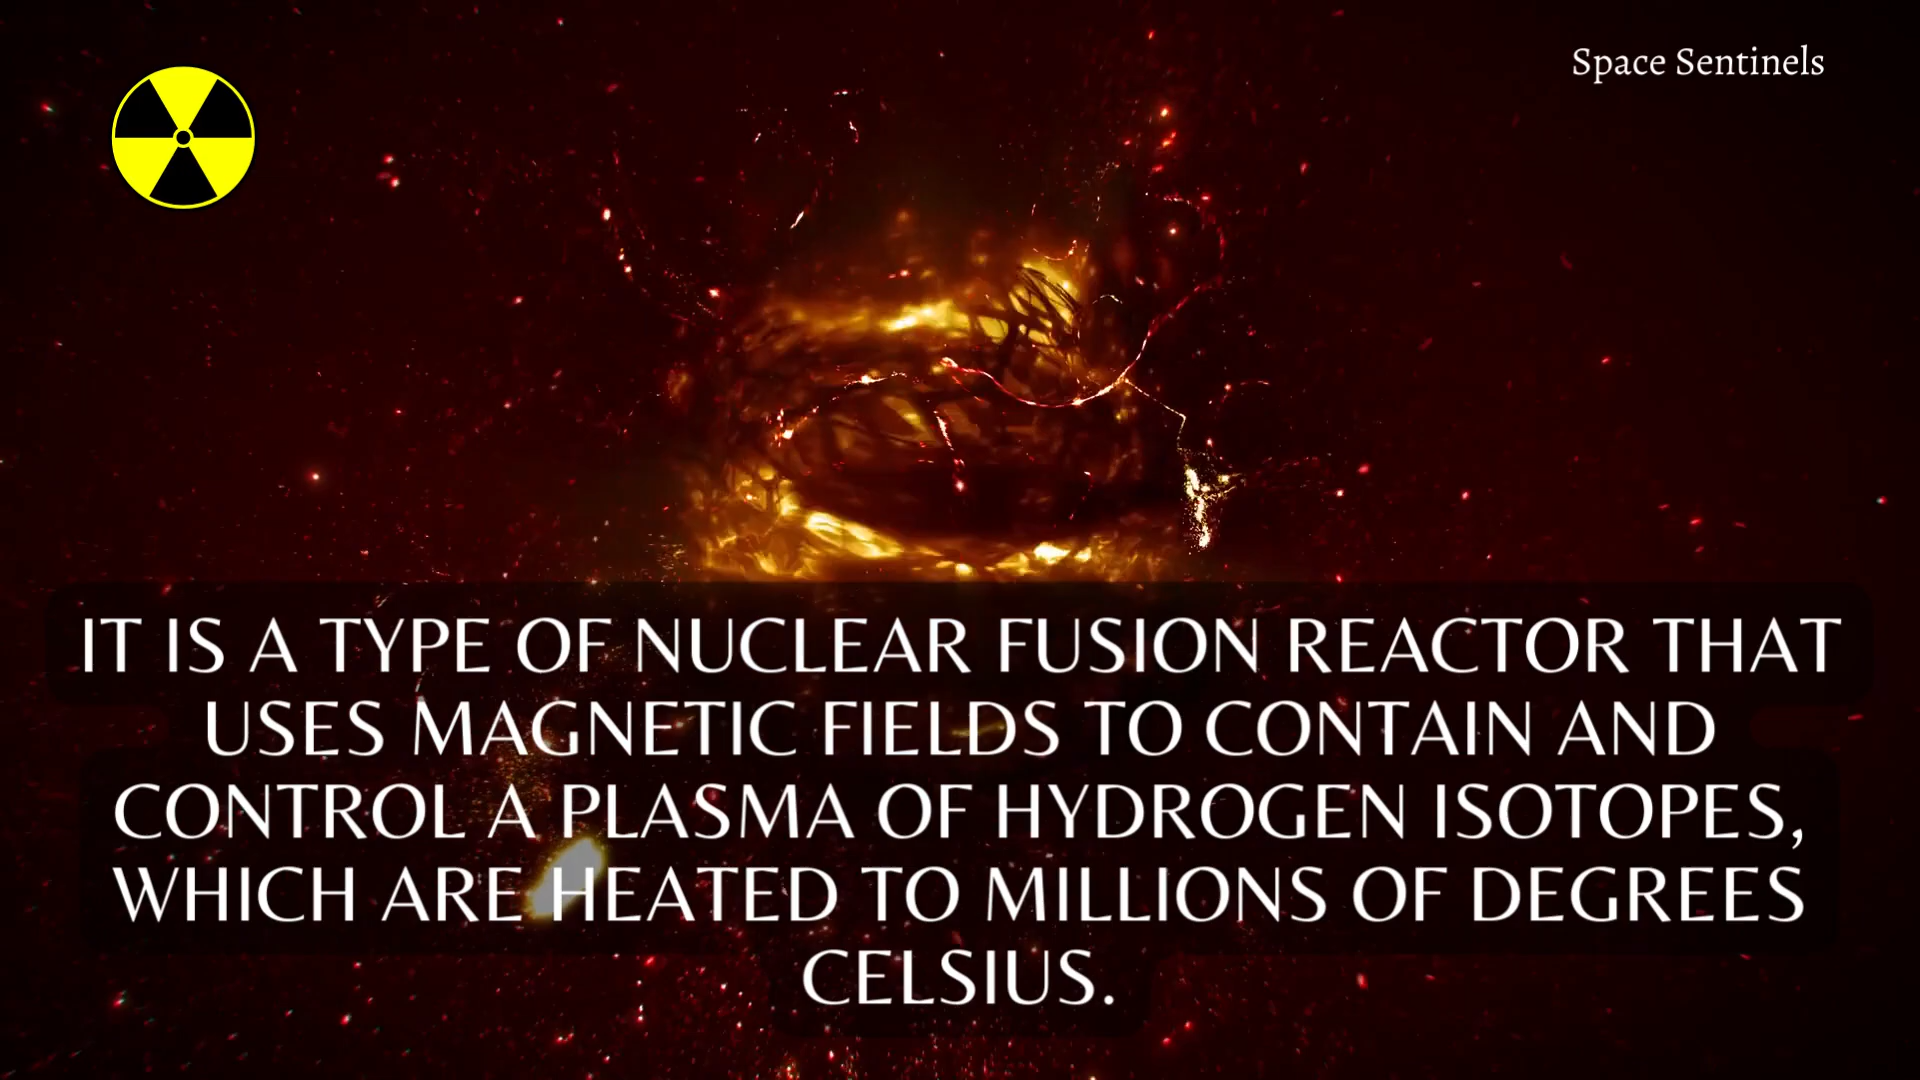 Space Sentinels
IT IS A TYPE OF NUCLEAR FUSION REACTOR THAT
USES MAGNETIC FIELDS TO CONTAIN AND
CONTROL A PLASMA OF HYDROGEN ISOTOPES,
WHICH ARE HEATED TO MILLIONS OF DEGREES
CELSIUS.